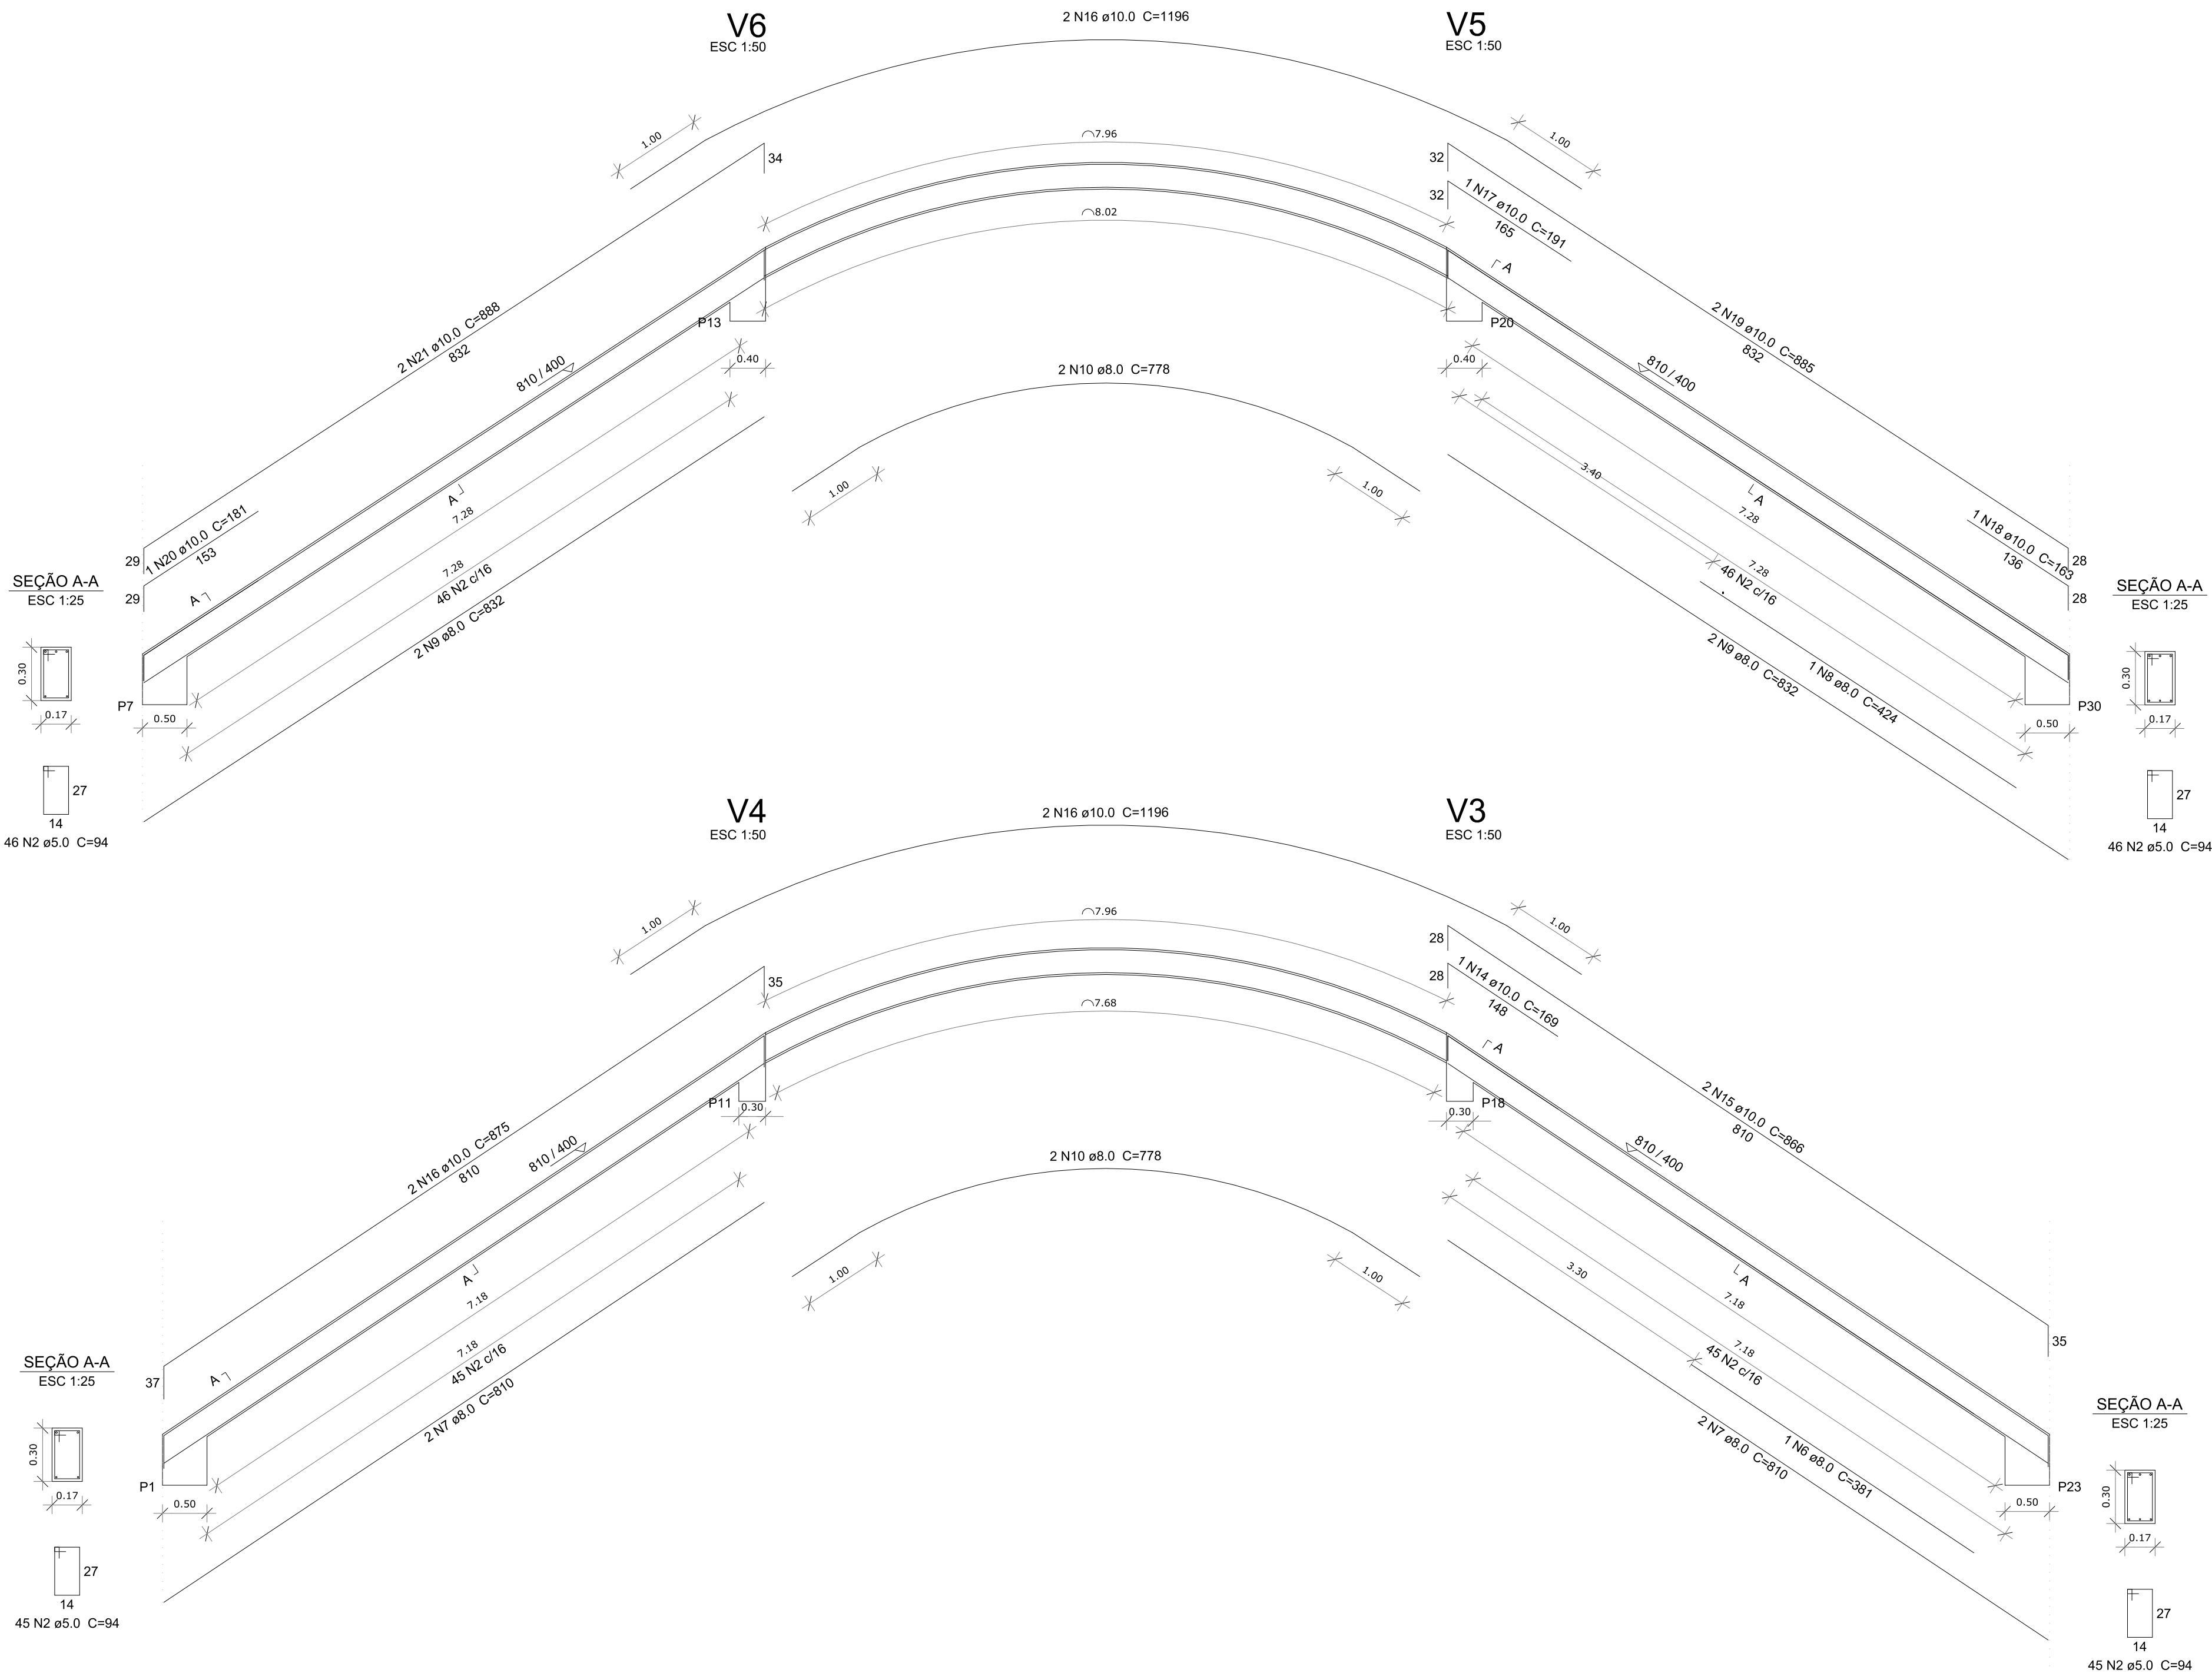 V6
ESC 1:50
2 N16 ø10.0  C=1196
V5
ESC 1:50
1.00
1.00
7.96
34
32
32
1 N17 ø10.0  C=191
165
8.02
A
2 N21 ø10.0  C=888
832
2 N19 ø10.0  C=885
832
P13
P20
0.40
0.40
810 / 400
810 / 400
2 N10 ø8.0  C=778
1.00
1.00
3.40
A
7.28
A
7.28
1 N20 ø10.0  C=181
153
29
29
A
7.28
46 N2 c/16
2 N9 ø8.0  C=832
7.28
46 N2 c/16
1 N18 ø10.0  C=163
136
28
28
2 N9 ø8.0  C=832
1 N8 ø8.0  C=424
SEÇÃO A-A
ESC 1:25
0.30
0.17
P7
0.50
27
14
46 N2 ø5.0  C=94
SEÇÃO A-A
ESC 1:25
0.30
0.17
P30
0.50
27
14
46 N2 ø5.0  C=94
V4
ESC 1:50
2 N16 ø10.0  C=1196
V3
ESC 1:50
1.00
1.00
7.96
35
28
28
1 N14 ø10.0  C=169
148
7.68
A
2 N16 ø10.0  C=875
810
2 N15 ø10.0  C=866
810
P11
P18
0.30
0.30
810 / 400
810 / 400
2 N10 ø8.0  C=778
1.00
1.00
3.30
A
7.18
A
7.18
37
A
7.18
45 N2 c/16
2 N7 ø8.0  C=810
7.18
45 N2 c/16
35
2 N7 ø8.0  C=810
1 N6 ø8.0  C=381
SEÇÃO A-A
ESC 1:25
0.30
0.17
P1
0.50
27
14
45 N2 ø5.0  C=94
SEÇÃO A-A
ESC 1:25
0.30
0.17
P23
0.50
27
14
45 N2 ø5.0  C=94